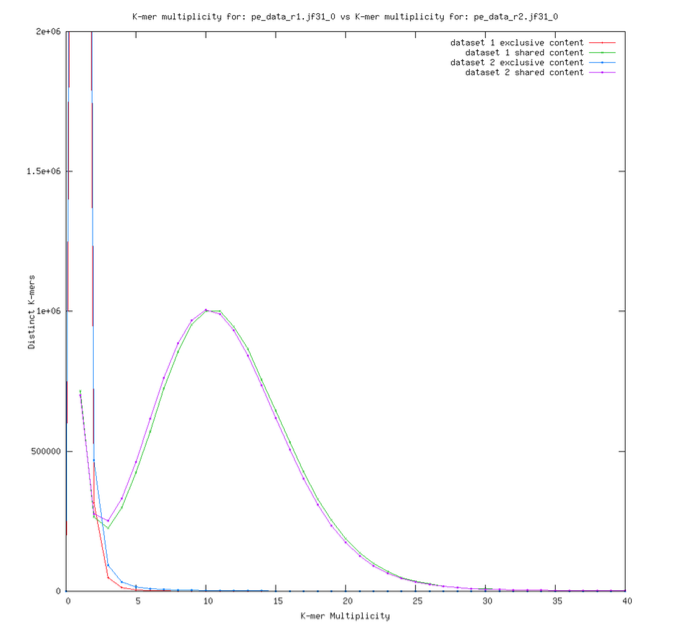 K-mer multiplicity for: pe_data_r1.jf31_0 vs K-mer multiplicity for: pe_data_r2.jf31_0
2e+06
dataset 1 exclusive content
dataset 1 shared content
dataset 2 exclusive content
dataset 2 shared content
1.5e+06
1e+06
Distinct K-mers
500000
0
0 5 10 15 20 25 30 35 40
K-mer Multiplicity